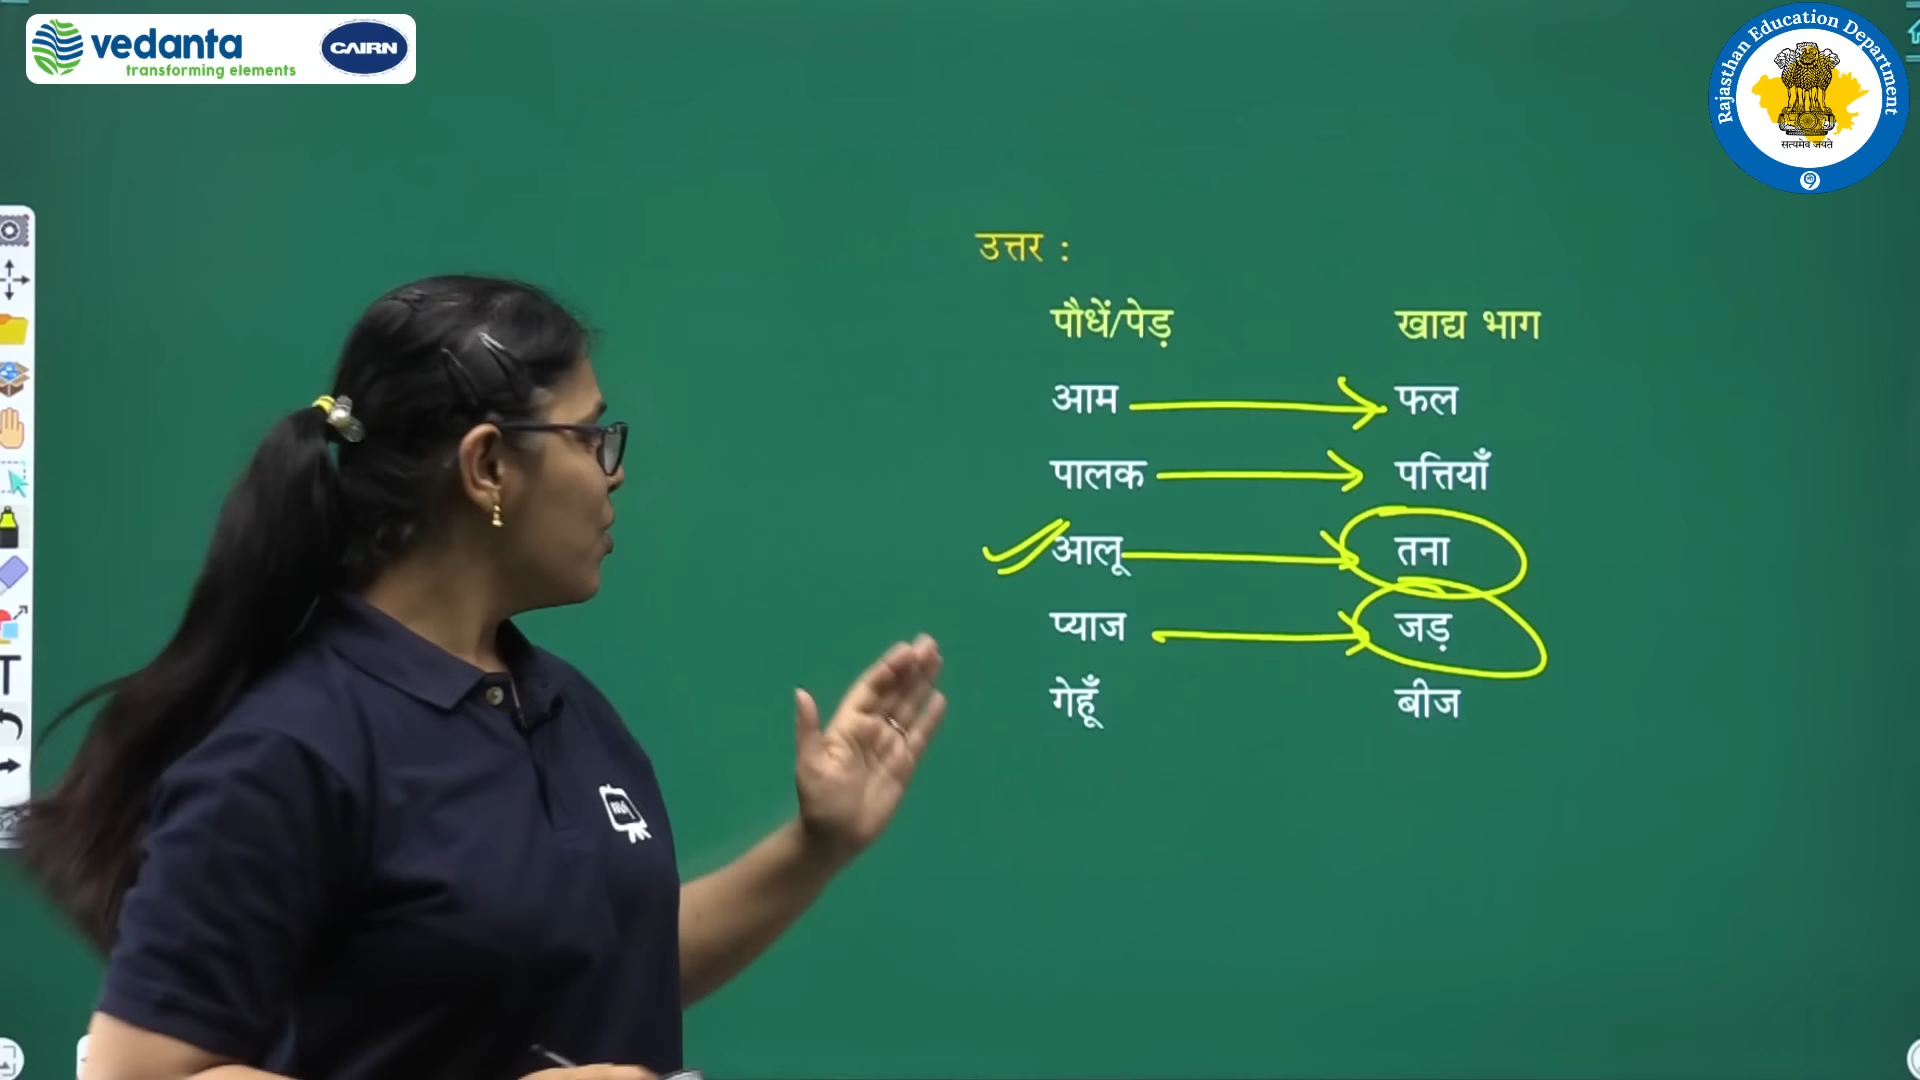 vedanta
transforming elements
CAIRN
Rajasthan Education Department
सत्यमेव जयते
उत्तर :
पौधें/पेड़ खाद्य भाग
आम फल
पालक पत्तियाँ
आलू तना
प्याज जड़
गेहूँ बीज